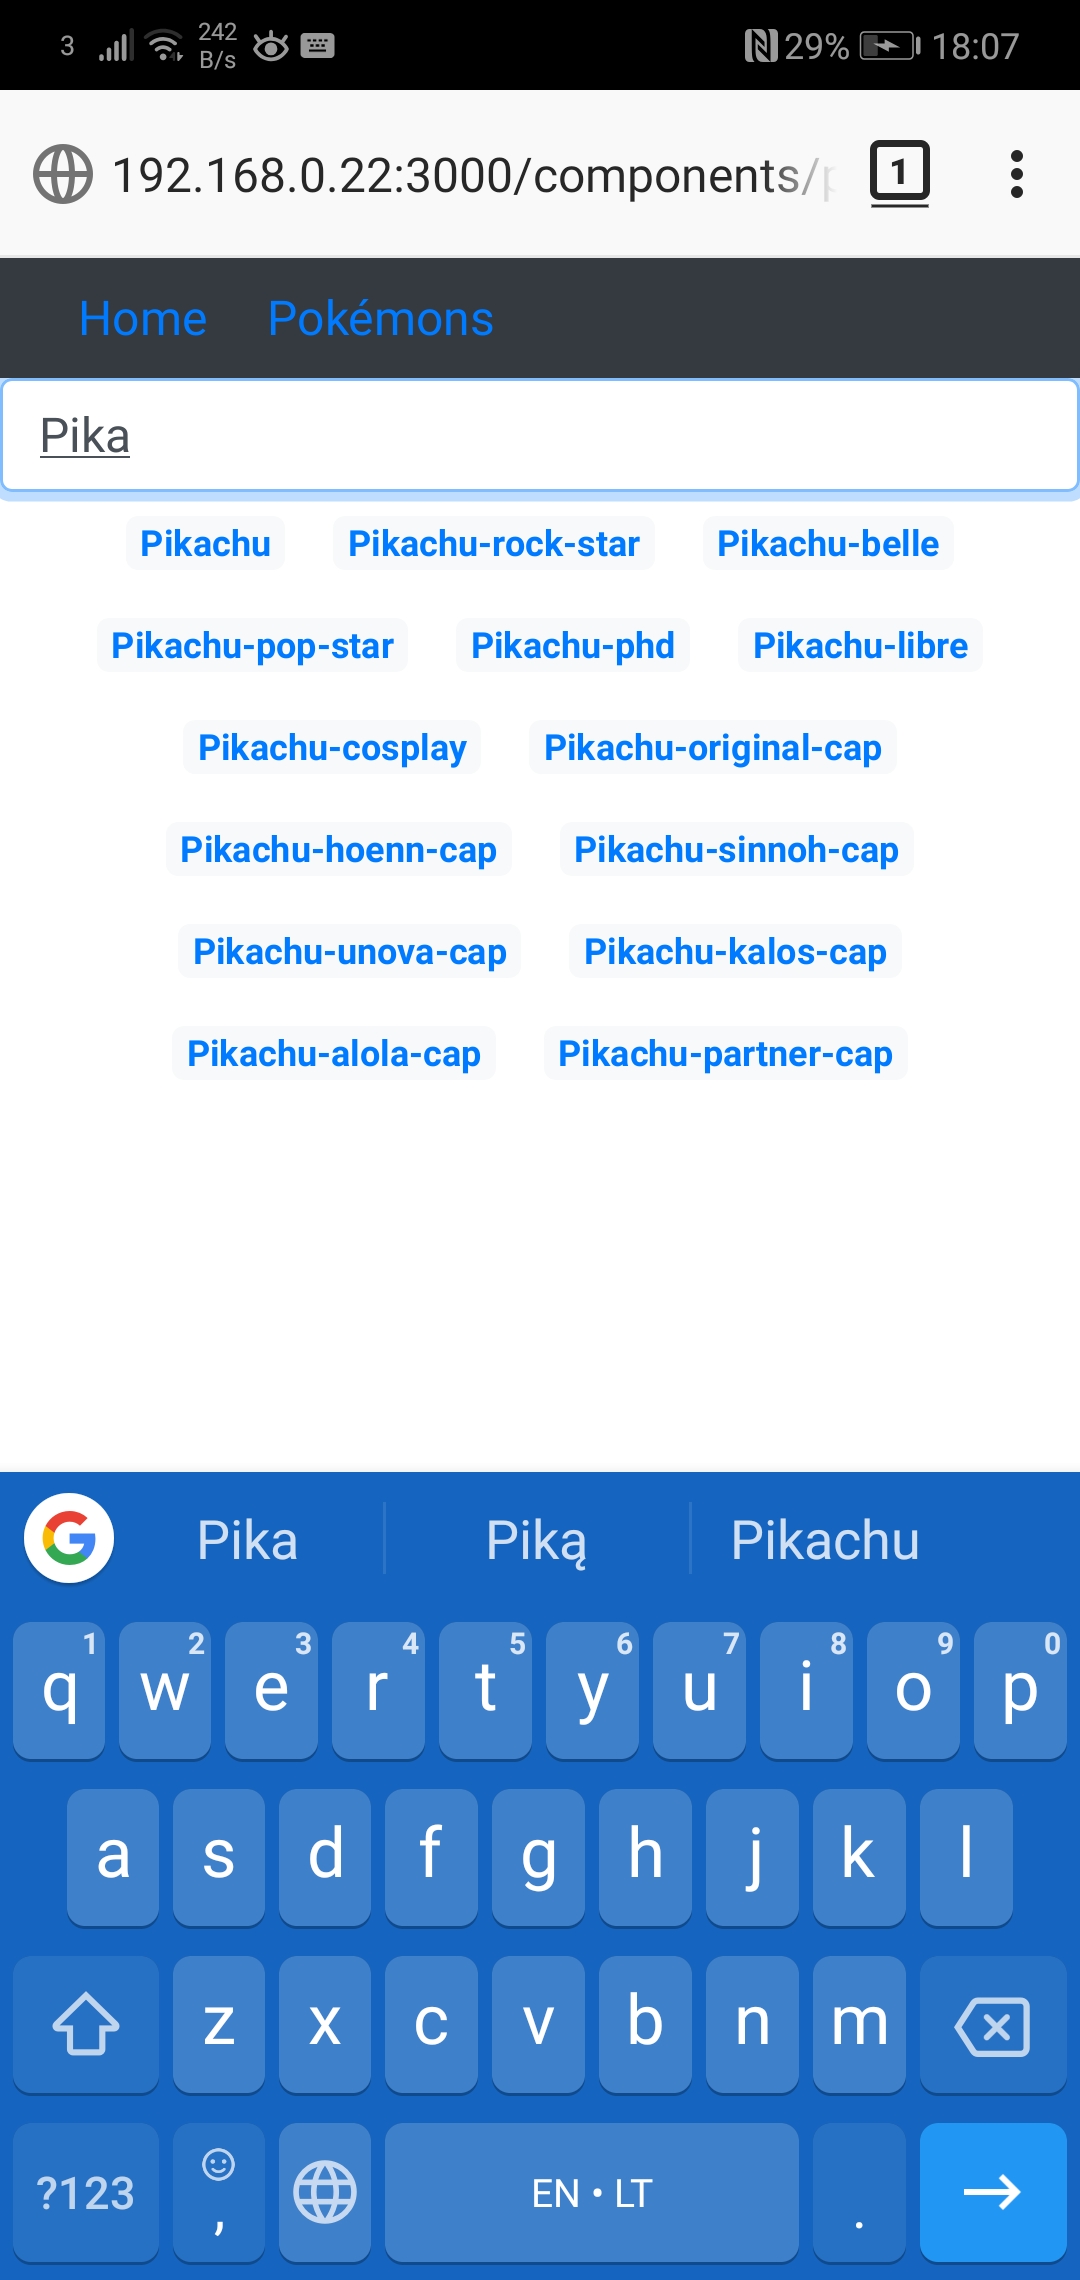 3 242 B/s 29% 18:07
192.168.0.22:3000/components/p
1
Home Pokémons
Pika
Pikachu Pikachu-rock-star Pikachu-belle
Pikachu-pop-star Pikachu-phd Pikachu-libre
Pikachu-cosplay Pikachu-original-cap
Pikachu-hoenn-cap Pikachu-sinnoh-cap
Pikachu-unova-cap Pikachu-kalos-cap
Pikachu-alola-cap Pikachu-partner-cap
G Pika Piką Pikachu
1 2 3 4 5 6 7 8 9 0
q w e r t y u i o p
a s d f g h j k l
z x c v b n m
?123 , EN • LT .